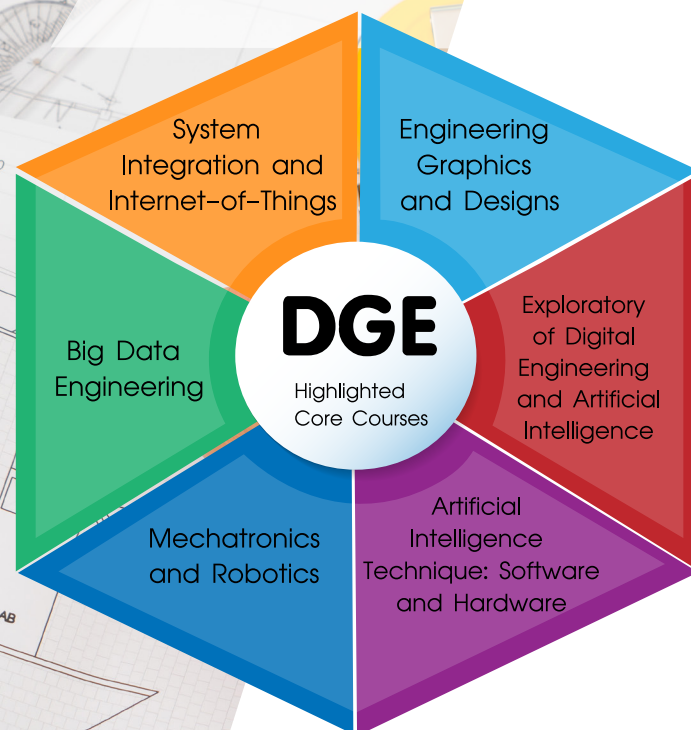 System
Integration and
Internet-of-Things
Engineering
Graphics
and Designs
Exploratory
of Digital
Engineering
and Artificial
Intelligence
Artificial
Intelligence
Technique: Software
and Hardware
Mechatronics
and Robotics
Big Data
Engineering
DGE
Highlighted
Core Courses
AB